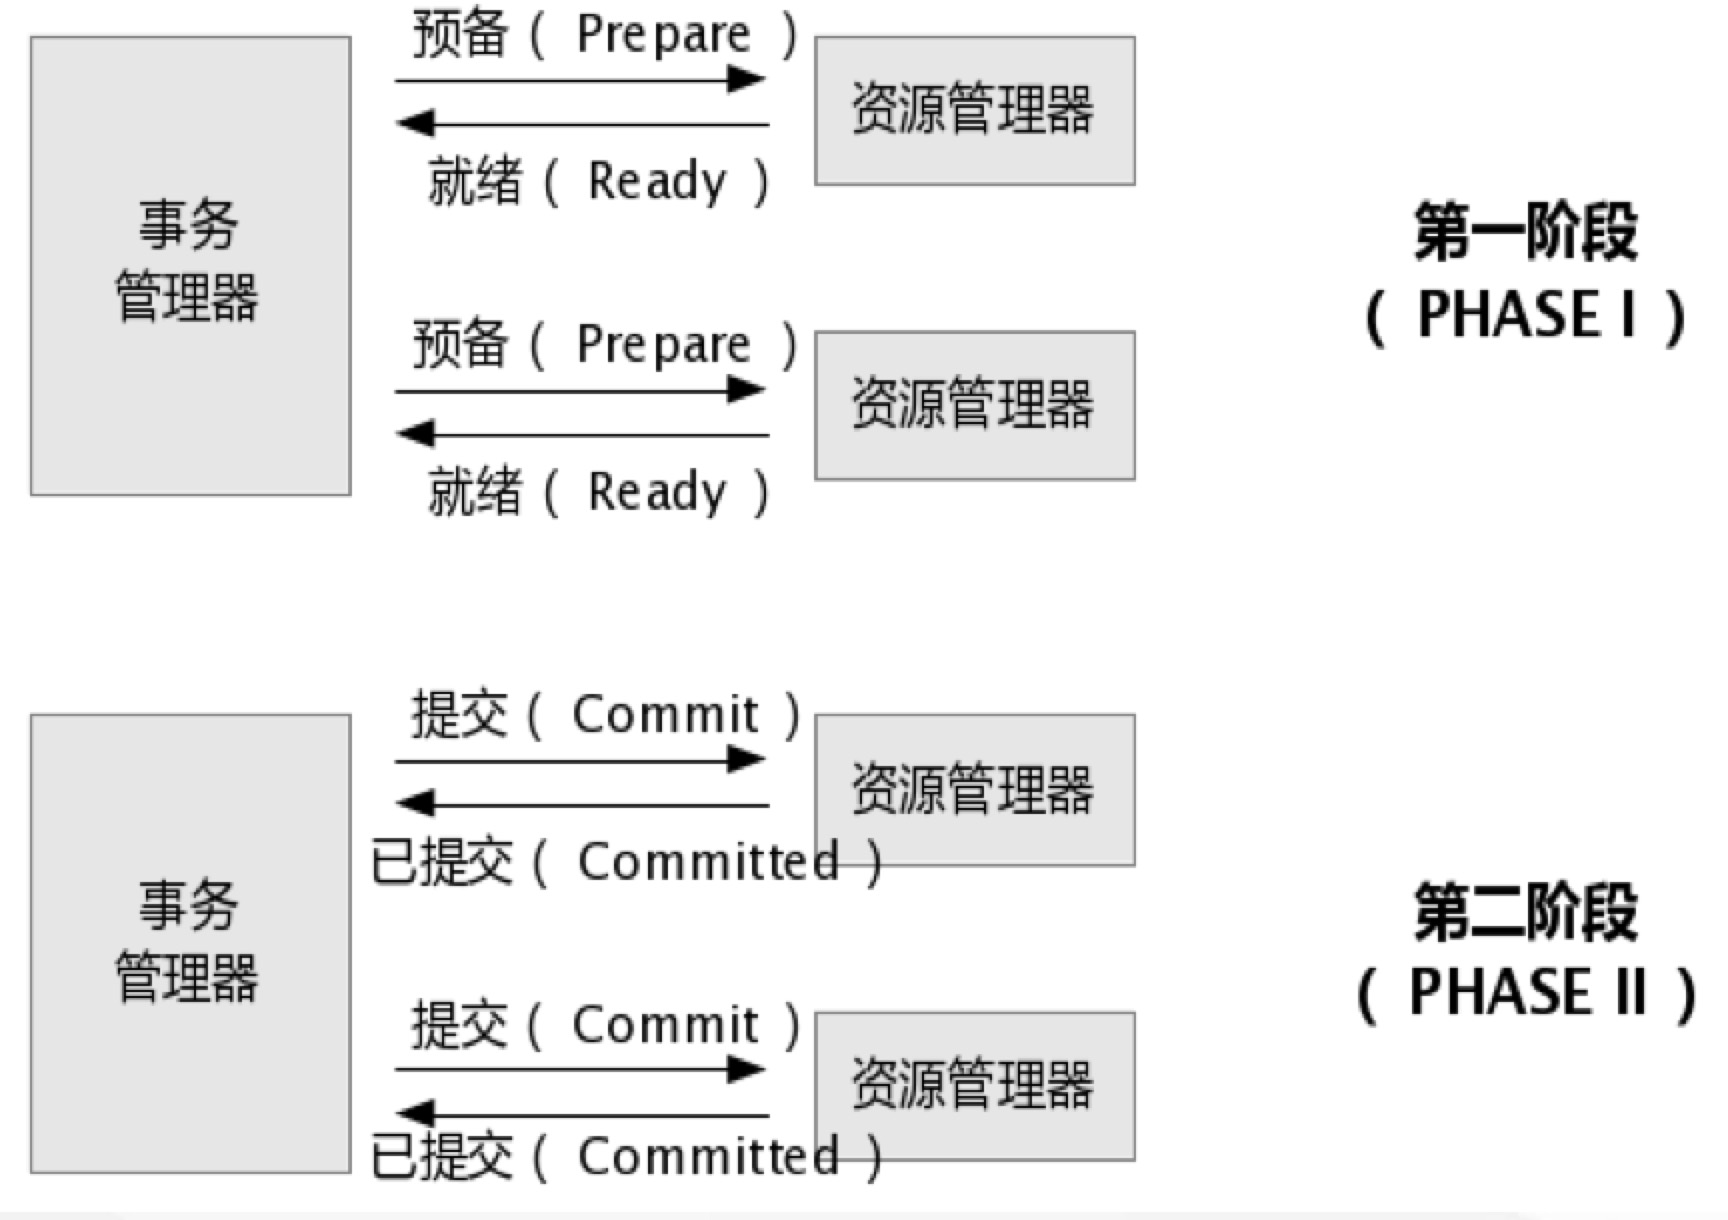 预备( Prepare )
资源管理器
就绪( Ready )
事务
管理器
第一阶段
( PHASE I )
预备( Prepare )
资源管理器
就绪( Ready )
提交( Commit )
资源管理器
已提交( Committed )
事务
管理器
第二阶段
( PHASE II )
提交( Commit )
资源管理器
已提交( Committed )